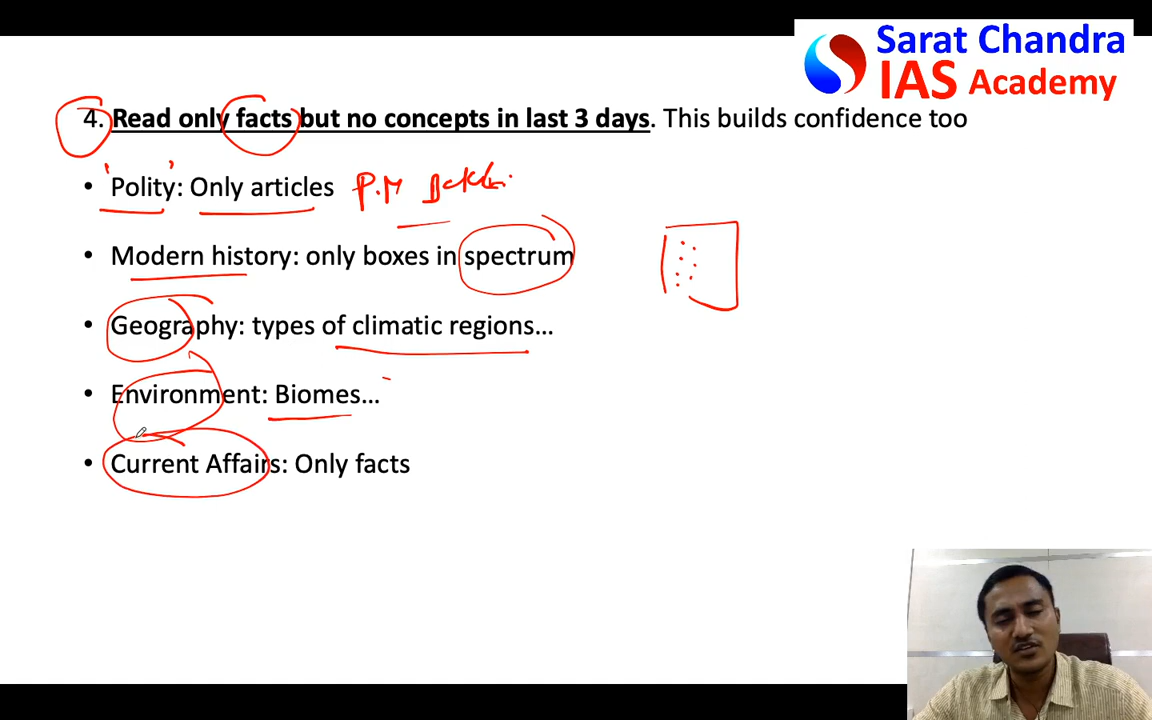 Sarat Chandra
IAS Academy
4. Read only facts but no concepts in last 3 days. This builds confidence too
• 'Polity': Only articles P.M Bakshi
• Modern history: only boxes in spectrum
• Geography: types of climatic regions...
• Environment: Biomes...
• Current Affairs: Only facts